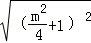 √( (m²/4 + 1)² )